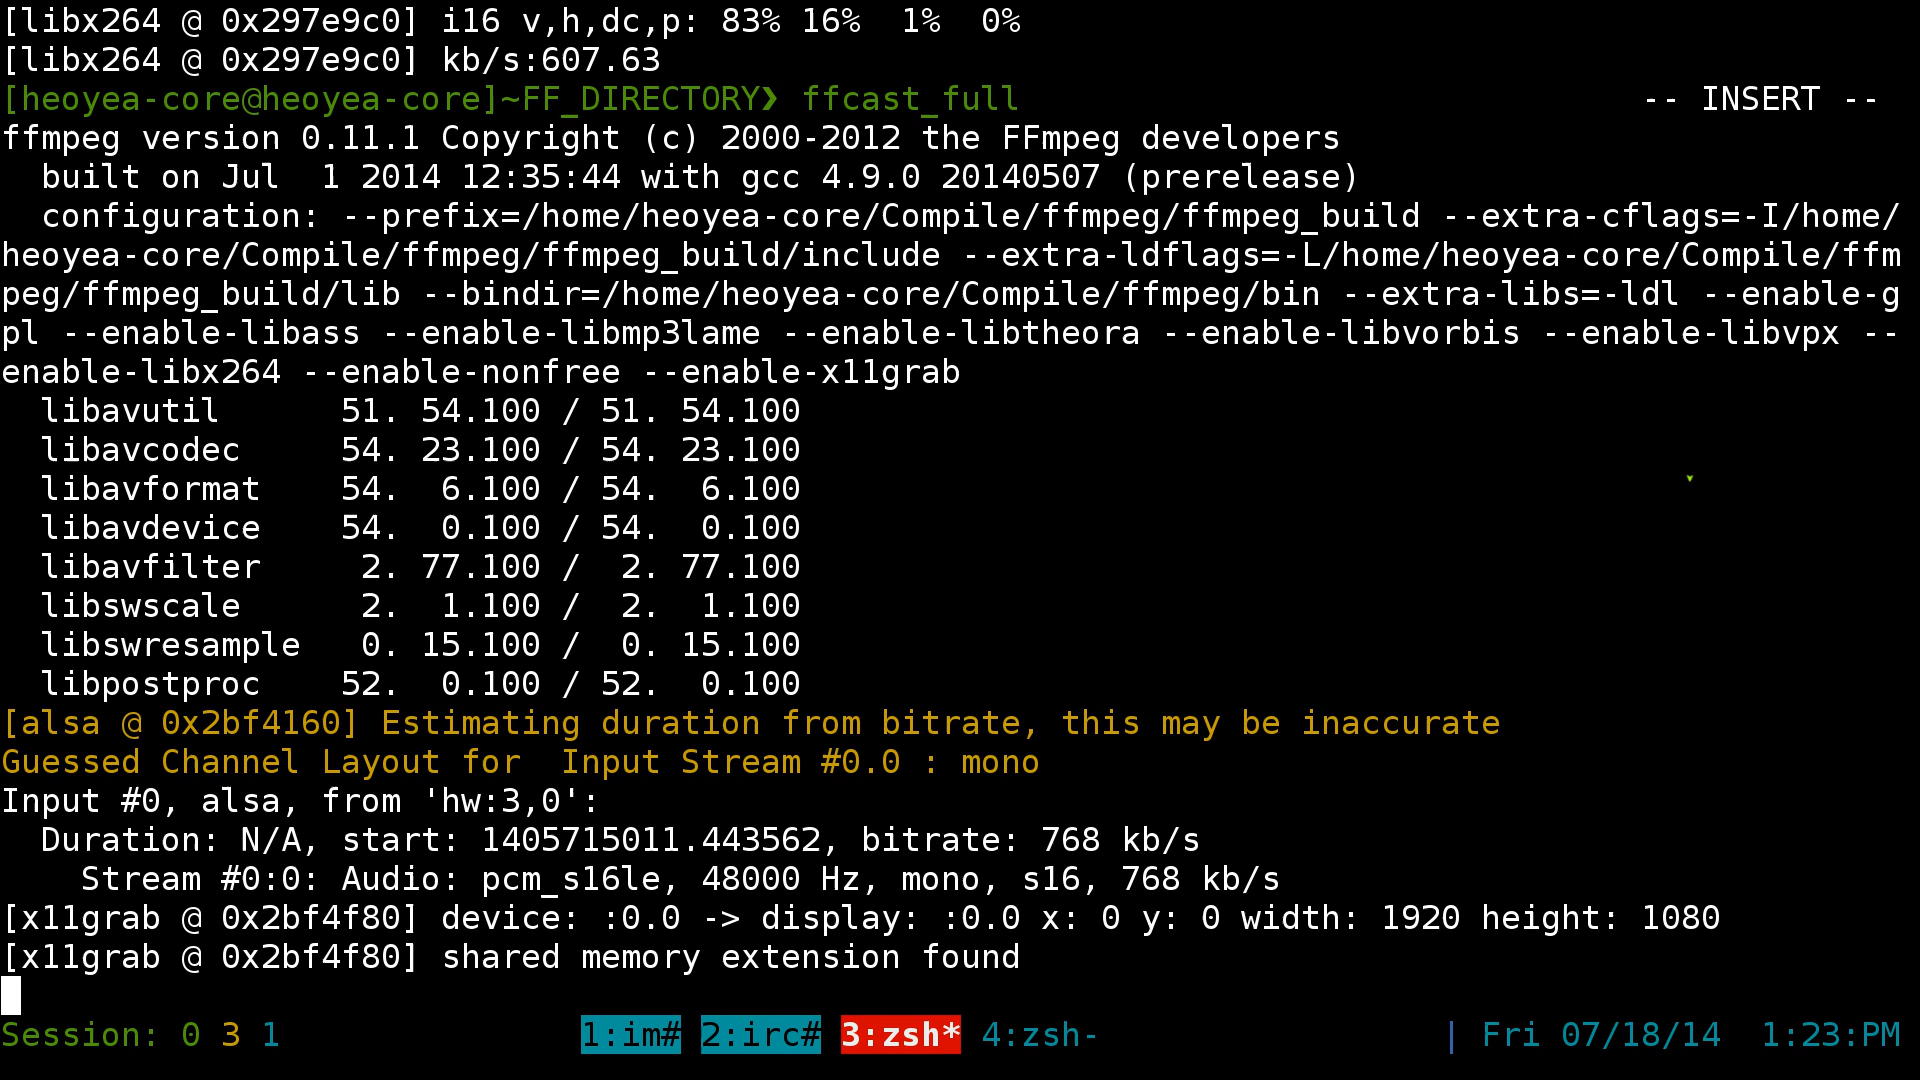 [libx264 @ 0x297e9c0] i16 v,h,dc,p: 83% 16%  1%  0%
[libx264 @ 0x297e9c0] kb/s:607.63
[heoyea-core@heoyea-core]~FF_DIRECTORY❯ ffcast_full -- INSERT --
ffmpeg version 0.11.1 Copyright (c) 2000-2012 the FFmpeg developers
  built on Jul  1 2014 12:35:44 with gcc 4.9.0 20140507 (prerelease)
  configuration: --prefix=/home/heoyea-core/Compile/ffmpeg/ffmpeg_build --extra-cflags=-I/home/
heoyea-core/Compile/ffmpeg/ffmpeg_build/include --extra-ldflags=-L/home/heoyea-core/Compile/ffm
peg/ffmpeg_build/lib --bindir=/home/heoyea-core/Compile/ffmpeg/bin --extra-libs=-ldl --enable-g
pl --enable-libass --enable-libmp3lame --enable-libtheora --enable-libvorbis --enable-libvpx --
enable-libx264 --enable-nonfree --enable-x11grab
  libavutil      51. 54.100 / 51. 54.100
  libavcodec     54. 23.100 / 54. 23.100
  libavformat    54.  6.100 / 54.  6.100
  libavdevice    54.  0.100 / 54.  0.100
  libavfilter     2. 77.100 /  2. 77.100
  libswscale      2.  1.100 /  2.  1.100
  libswresample   0. 15.100 /  0. 15.100
  libpostproc    52.  0.100 / 52.  0.100
[alsa @ 0x2bf4160] Estimating duration from bitrate, this may be inaccurate
Guessed Channel Layout for  Input Stream #0.0 : mono
Input #0, alsa, from 'hw:3,0':
  Duration: N/A, start: 1405715011.443562, bitrate: 768 kb/s
    Stream #0:0: Audio: pcm_s16le, 48000 Hz, mono, s16, 768 kb/s
[x11grab @ 0x2bf4f80] device: :0.0 -> display: :0.0 x: 0 y: 0 width: 1920 height: 1080
[x11grab @ 0x2bf4f80] shared memory extension found
Session: 0 3 1 1:im# 2:irc# 3:zsh* 4:zsh- | Fri 07/18/14  1:23:PM